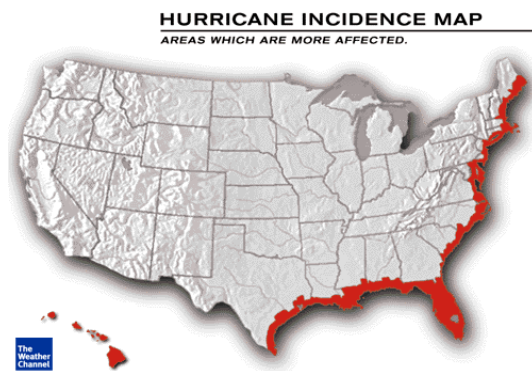 HURRICANE INCIDENCE MAP
AREAS WHICH ARE MORE AFFECTED.
The
Weather
Channel